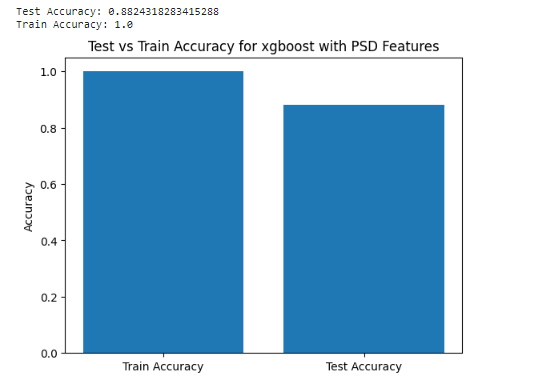 Test Accuracy: 0.8824318283415288
Train Accuracy: 1.0
Test vs Train Accuracy for xgboost with PSD Features
1.0
0.8
0.6
0.4
0.2
0.0
Accuracy
Train Accuracy
Test Accuracy